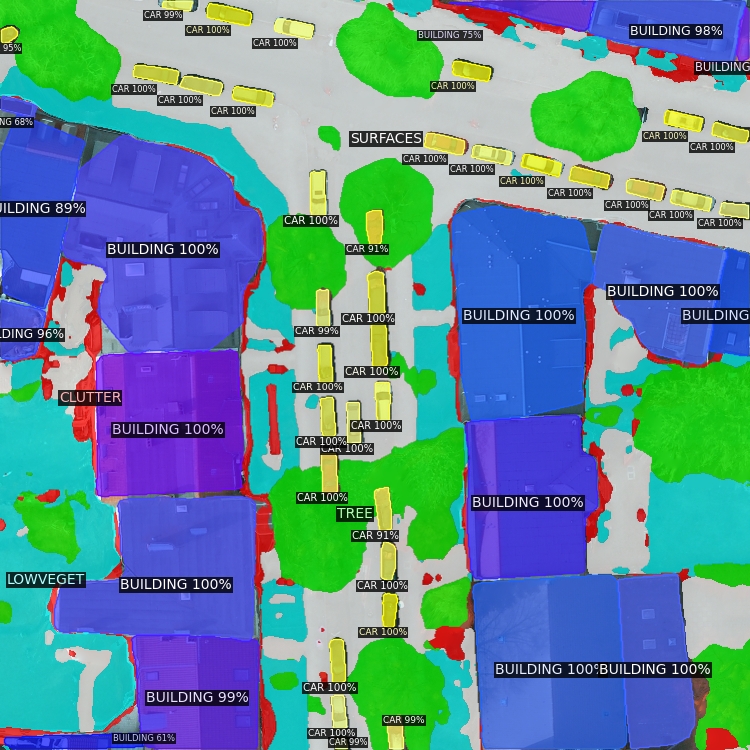 CAR 99%
CAR 100%
CAR 100%
95%
BUILDING 75%
BUILDING 98%
BUILDING
CAR 100%
CAR 100%
CAR 100%
CAR 100%
NG 68%
CAR 100%
CAR 100%
SURFACES
CAR 100%
CAR 100%
CAR 100%
CAR 100%
CAR 100%
CAR 100%
CAR 100%
UILDING 89%
CAR 100%
BUILDING 100%
CAR 91%
BUILDING 100%
BUILDING 100%
BUILDING
LDING 96%
CAR 99%
CAR 100%
CAR 100%
CAR 100%
CLUTTER
BUILDING 100%
CAR 100%
CAR 100%
CAR 100%
CAR 100%
BUILDING 100%
TREE
CAR 91%
LOWVEGET
BUILDING 100%
CAR 100%
CAR 100%
BUILDING 100%
BUILDING 100%
CAR 100%
BUILDING 99%
CAR 99%
CAR 100%
BUILDING 61%
CAR 99%